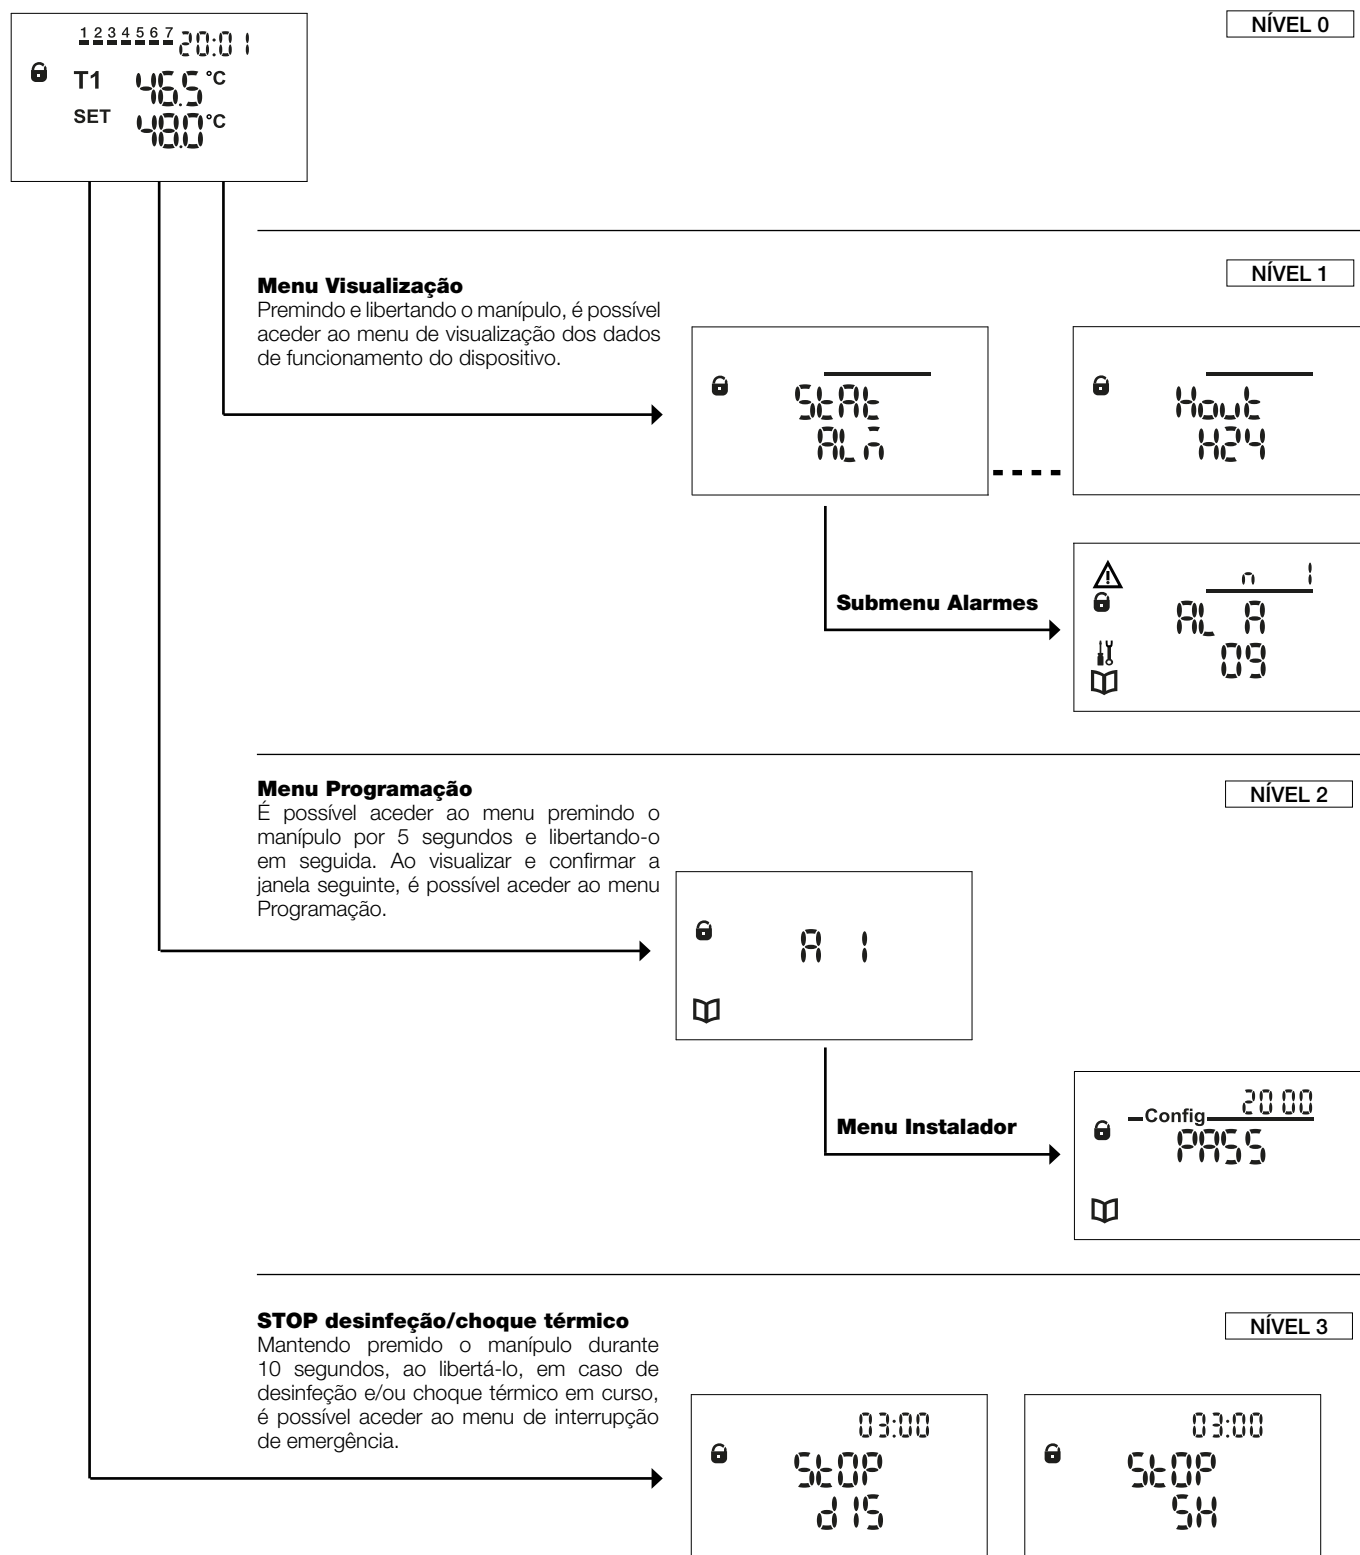 NÍVEL 0
1 2 3 4 5 6 7 20:01
T1 46.5 °C
SET 48.0 °C
NÍVEL 1
Menu Visualização
Premindo e libertando o manípulo, é possível
aceder ao menu de visualização dos dados
de funcionamento do dispositivo.
StAt
ALm
Hout
H24
Submenu Alarmes
n 1
AL A
09
NÍVEL 2
Menu Programação
É possível aceder ao menu premindo o
manípulo por 5 segundos e libertando-o
em seguida. Ao visualizar e confirmar a
janela seguinte, é possível aceder ao menu
Programação.
A 1
Menu Instalador
Config 20 00
PASS
NÍVEL 3
STOP desinfeção/choque térmico
Mantendo premido o manípulo durante
10 segundos, ao libertá-lo, em caso de
desinfeção e/ou choque térmico em curso,
é possível aceder ao menu de interrupção
de emergência.
03:00
StOP
dIS
03:00
StOP
SH